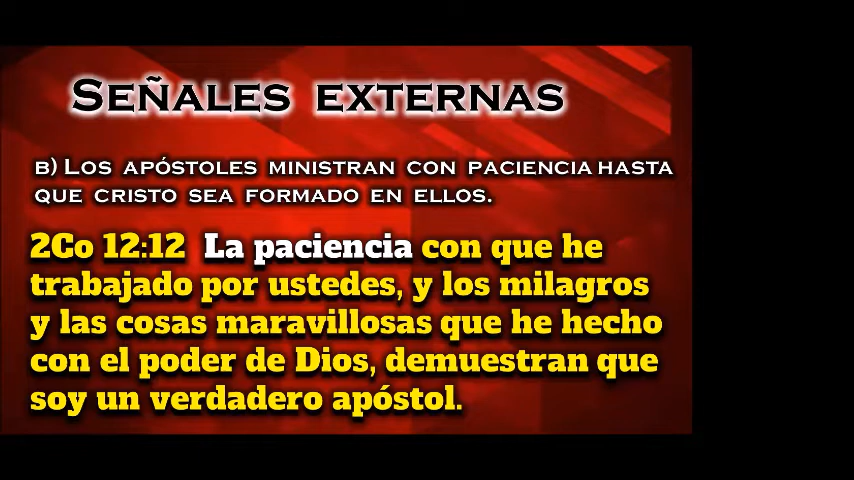 SEÑALES EXTERNAS
B) LOS APÓSTOLES MINISTRAN CON PACIENCIA HASTA
QUE CRISTO SEA FORMADO EN ELLOS.
2Co 12:12 La paciencia con que he
trabajado por ustedes, y los milagros
y las cosas maravillosas que he hecho
con el poder de Dios, demuestran que
soy un verdadero apóstol.